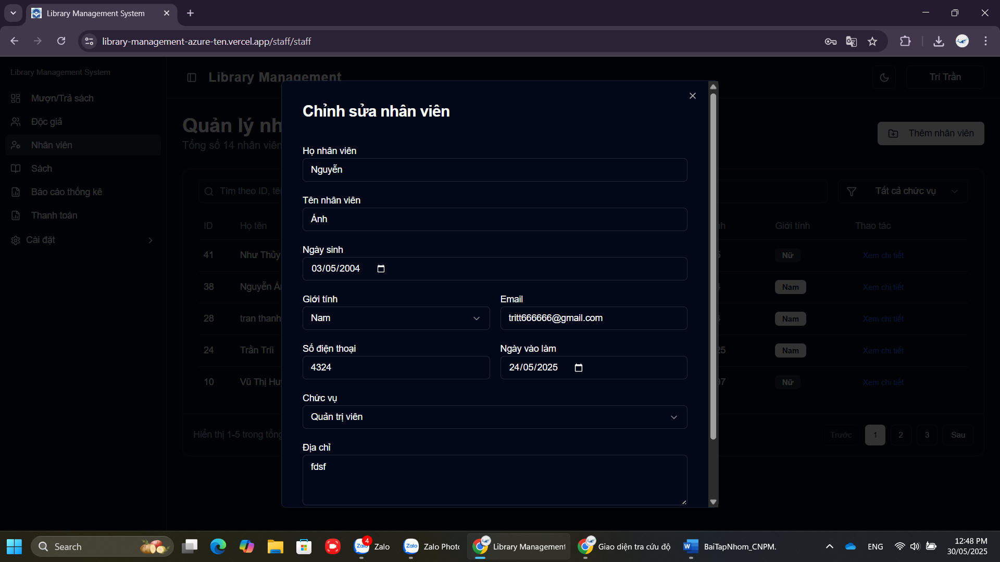 Library Management System
library-management-azure-ten.vercel.app/staff/staff
Library Management System
Library Management
Trí Trần
Mượn/Trả sách
Độc giả
Nhân viên
Sách
Báo cáo thống kê
Thanh toán
Cài đặt
Quản lý nh
Tổng số 14 nhân viên
Thêm nhân viên
Tìm theo ID, tê
Tất cả chức vụ
ID
Họ tên
nh
Giới tính
Thao tác
41
Như Thủy
5
Nữ
Xem chi tiết
38
Nguyễn Á
Nam
Xem chi tiết
28
tran thanh
Nam
Xem chi tiết
24
Trần Tríi
25
Nam
Xem chi tiết
10
Vũ Thị Hu
97
Nữ
Xem chi tiết
Hiển thị 1-5 trong tổng
Trước
1
2
3
Sau
Chỉnh sửa nhân viên
Họ nhân viên
Nguyễn
Tên nhân viên
Ánh
Ngày sinh
03/05/2004
Giới tính
Email
Nam
tritt666666@gmail.com
Số điện thoại
Ngày vào làm
4324
24/05/2025
Chức vụ
Quản trị viên
Địa chỉ
fdsf
Search
4
Zalo
Zalo
Zalo
Zalo Phot
Library Management
Giao diện tra cứu độ
W
BaiTapNhom_CNPM.
ENG
12:48 PM
30/05/2025